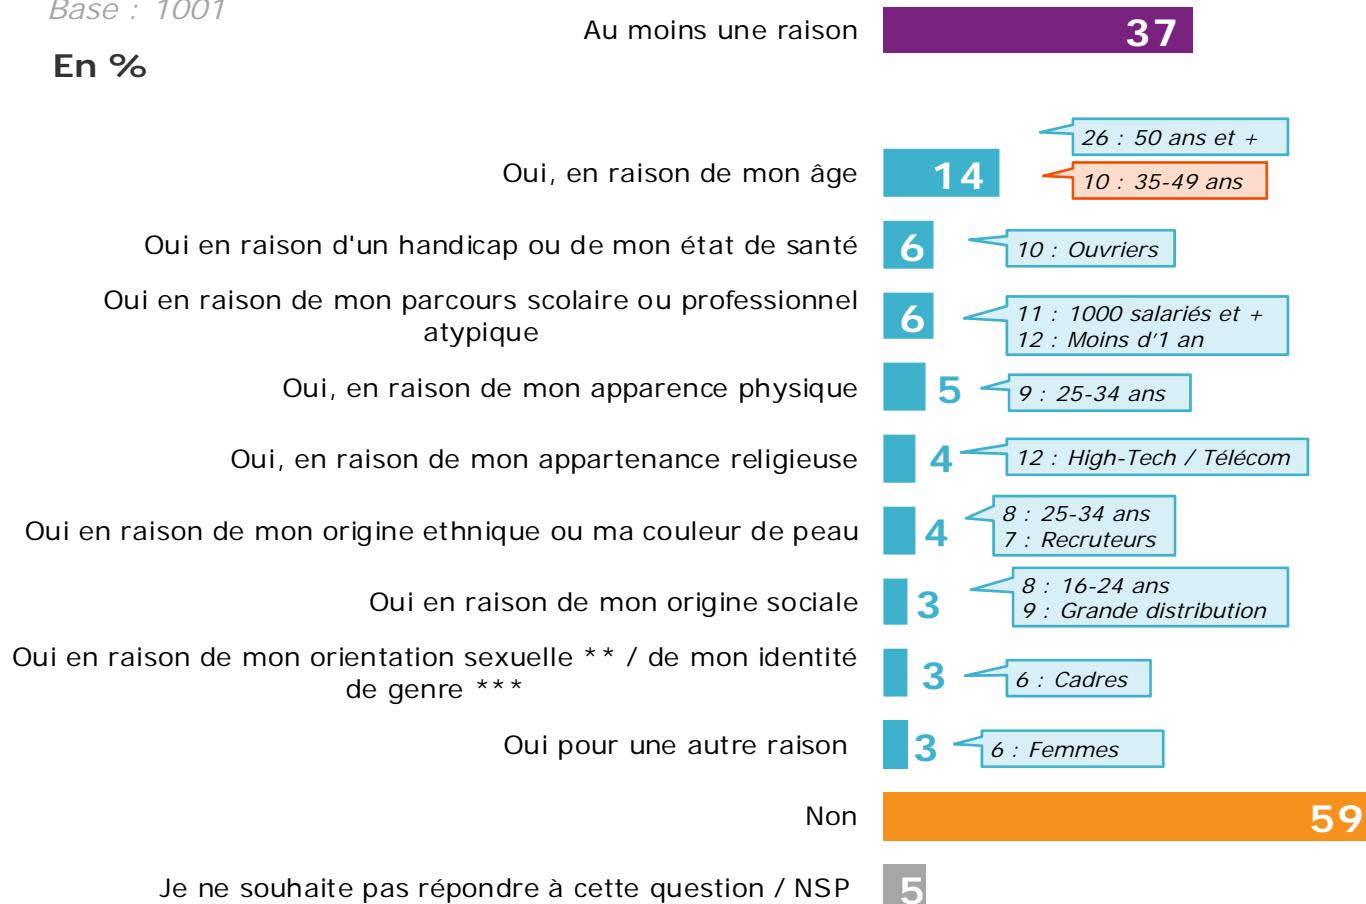 Base : 1001
En %
Au moins une raison
37
Oui, en raison de mon âge
14
26 : 50 ans et +
10 : 35-49 ans
Oui en raison d'un handicap ou de mon état de santé
6
10 : Ouvriers
Oui en raison de mon parcours scolaire ou professionnel
atypique
6
11 : 1000 salariés et +
12 : Moins d’1 an
Oui, en raison de mon apparence physique
5
9 : 25-34 ans
Oui, en raison de mon appartenance religieuse
4
12 : High-Tech / Télécom
Oui en raison de mon origine ethnique ou ma couleur de peau
4
8 : 25-34 ans
7 : Recruteurs
Oui en raison de mon origine sociale
3
8 : 16-24 ans
9 : Grande distribution
Oui en raison de mon orientation sexuelle ** / de mon identité
de genre ***
3
6 : Cadres
Oui pour une autre raison
3
6 : Femmes
Non
59
Je ne souhaite pas répondre à cette question / NSP
5